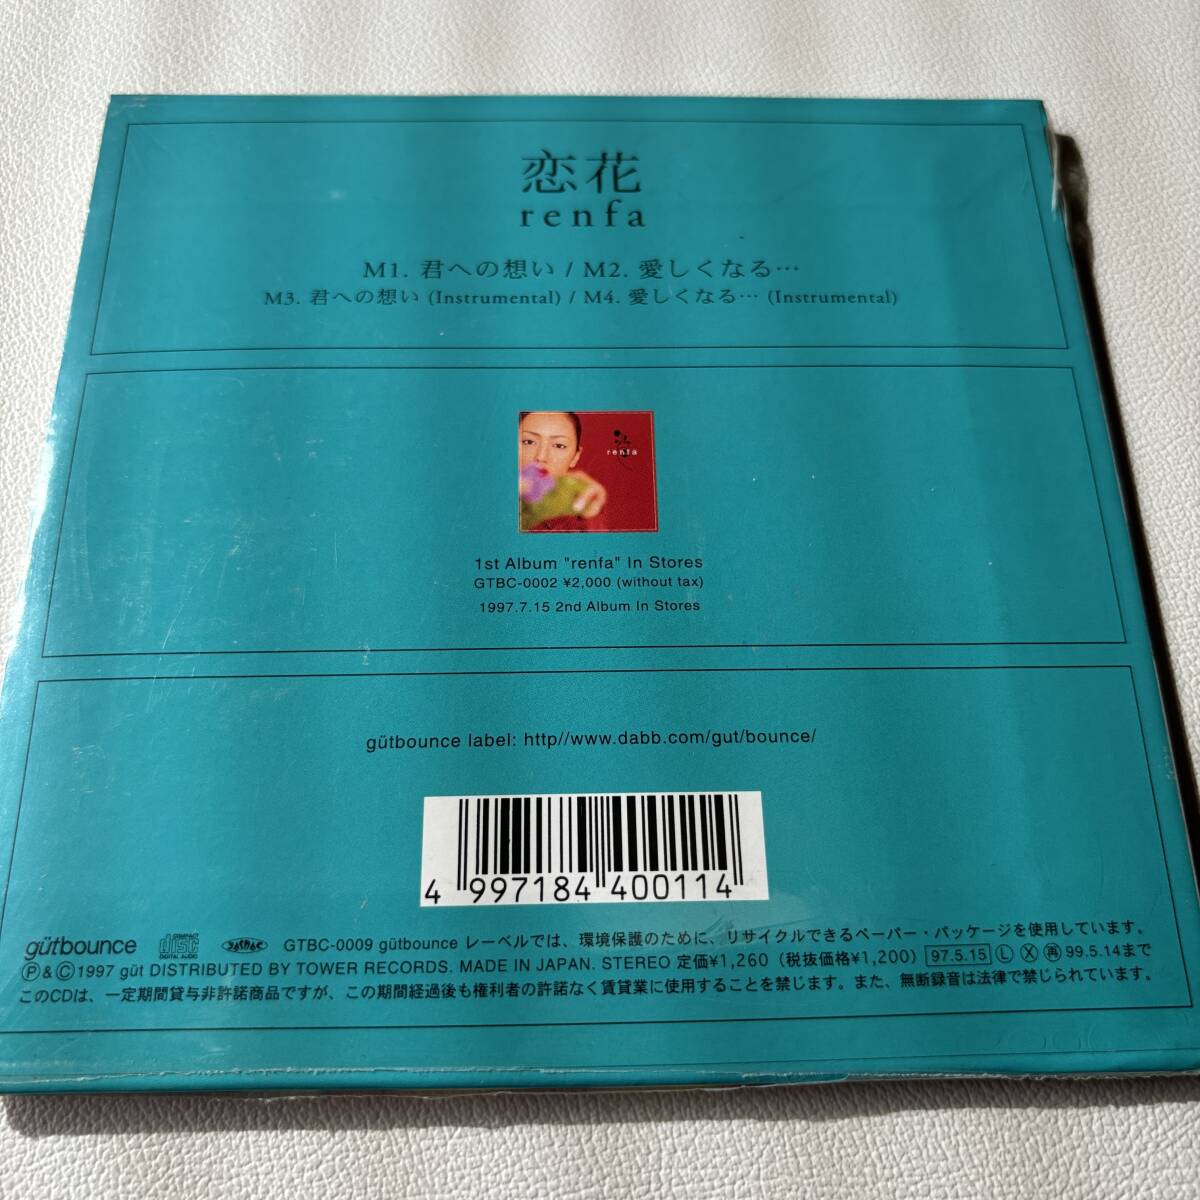 恋花
renfa
M1. 君への想い / M2. 愛しくなる…
M3. 君への想い (Instrumental) / M4. 愛しくなる… (Instrumental)
renfa
1st Album "renfa" In Stores
GTBC-0002 ¥2,000 (without tax)
1997.7.15 2nd Album In Stores
gütbounce label: http//www.dabb.com/gut/bounce/
4 997184 400114
gütbounce COMPACT disc DIGITAL AUDIO GTBC-0009 gütbounce レーベルでは、環境保護のために、リサイクルできるペーパー・パッケージを使用しています。
Ⓟ&Ⓒ1997 güt DISTRIBUTED BY TOWER RECORDS. MADE IN JAPAN. STEREO 定価¥1,260（税抜価格¥1,200） 97.5.15 Ⓛ Ⓧ ㊢99.5.14まで
このCDは、一定期間貸与非許諾商品ですが、この期間経過後も権利者の許諾なく賃貸業に使用することを禁じます。また、無断録音は法律で禁じられています。